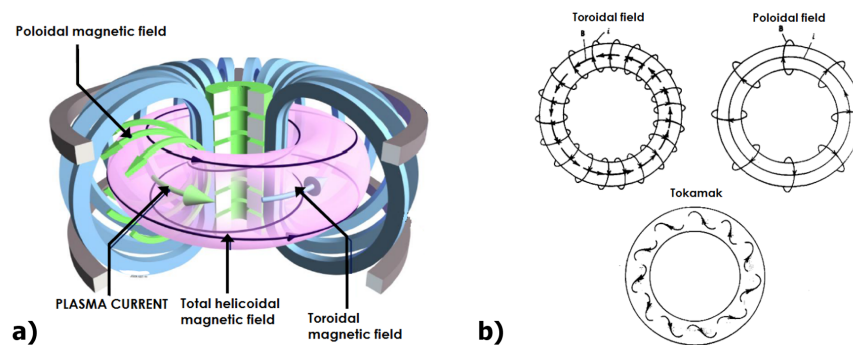 Poloidal magnetic field
PLASMA CURRENT
Total helicoidal
magnetic field
Toroidal
magnetic field
a)
Toroidal field
B
i
Poloidal field
B
i
Tokamak
b)